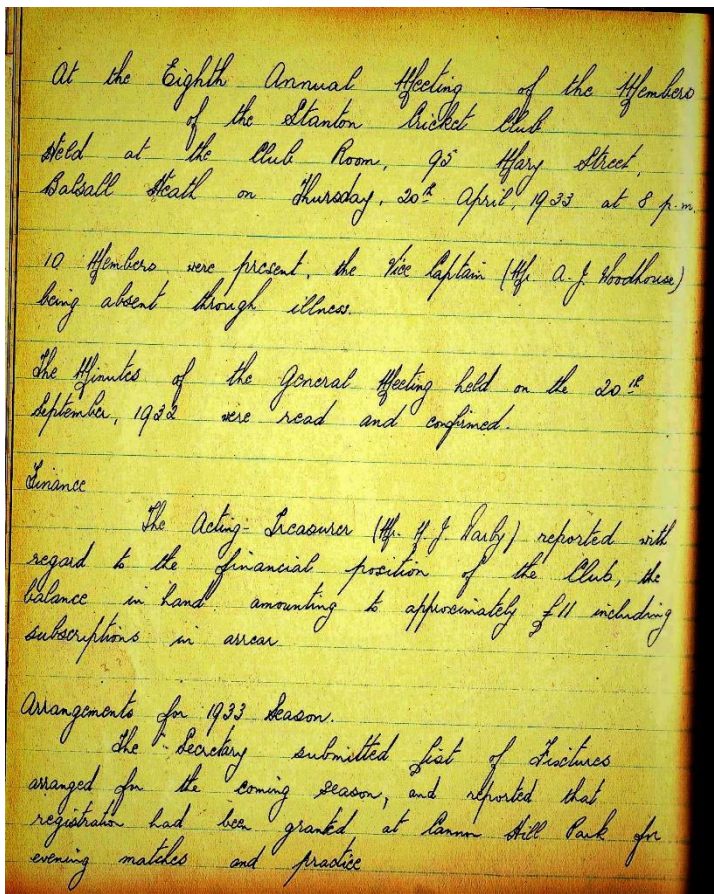 At the Eighth Annual Meeting of the Members
of the Stanton Cricket Club
Held at the Club Room, 95 Mary Street,
Balsall Heath on Thursday, 20th April, 1933 at 8 p.m.
10 Members were present, the Vice Captain (Mr. A. J. Woodhouse)
being absent through illness.
The Minutes of the General Meeting held on the 20th
September, 1932 were read and confirmed.
Finance
The Acting-Treasurer (Mr. H. J. Darby) reported with
regard to the financial position of the Club, the
balance in hand amounting to approximately £11 including
subscriptions in arrear
Arrangements for 1933 Season.
The Secretary submitted List of Fixtures
arranged for the coming season, and reported that
registration had been granted at Cannon Hill Park for
evening matches and practice